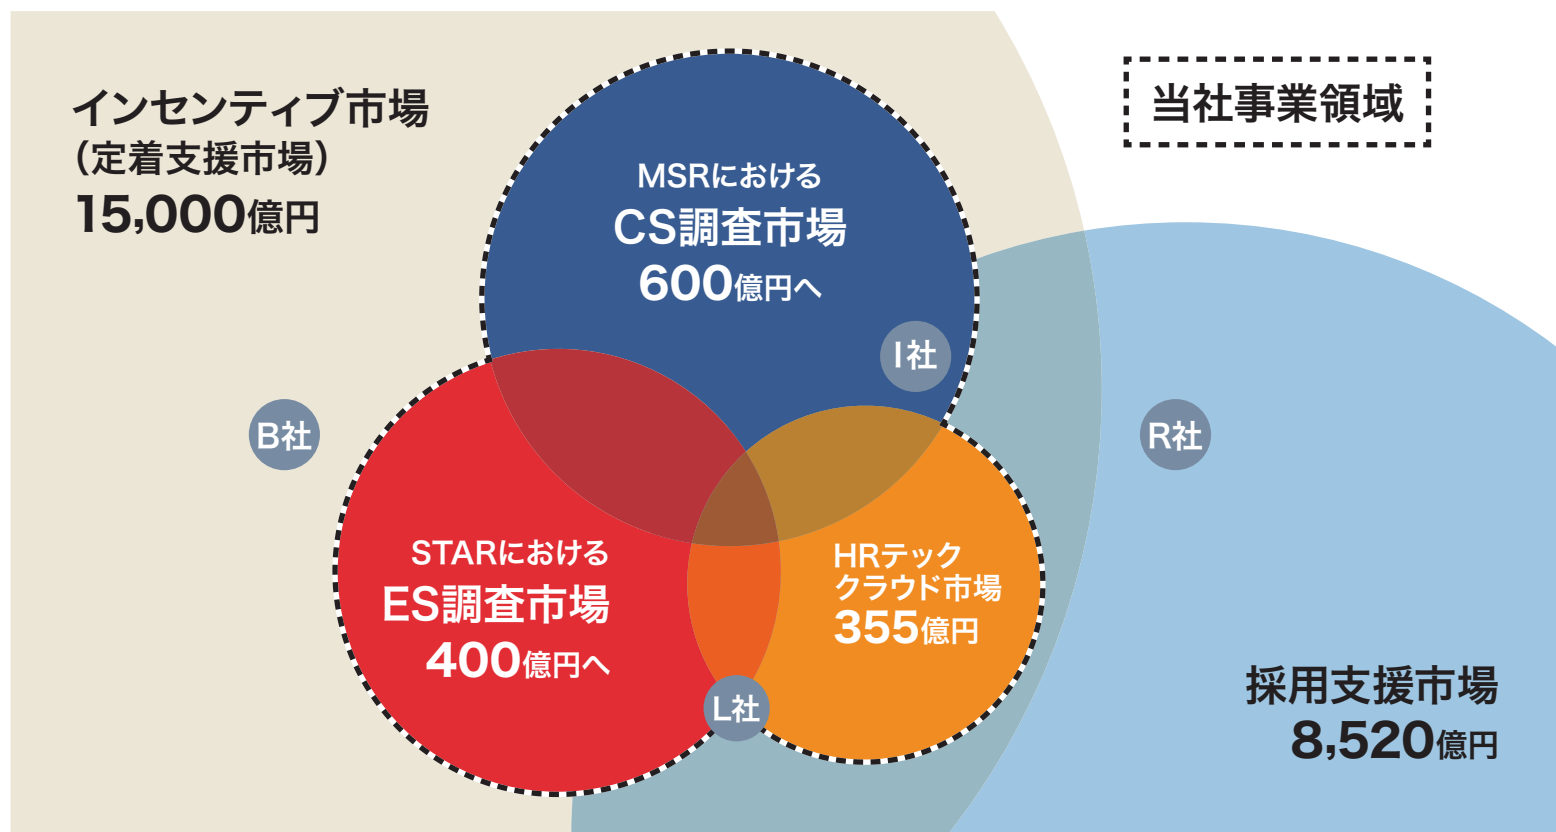 インセンティブ市場
（定着支援市場）
15,000億円
当社事業領域
MSRにおける
CS調査市場
600億円へ
I社
B社
R社
STARにおける
ES調査市場
400億円へ
HRテック
クラウド市場
355億円
L社
採用支援市場
8,520億円